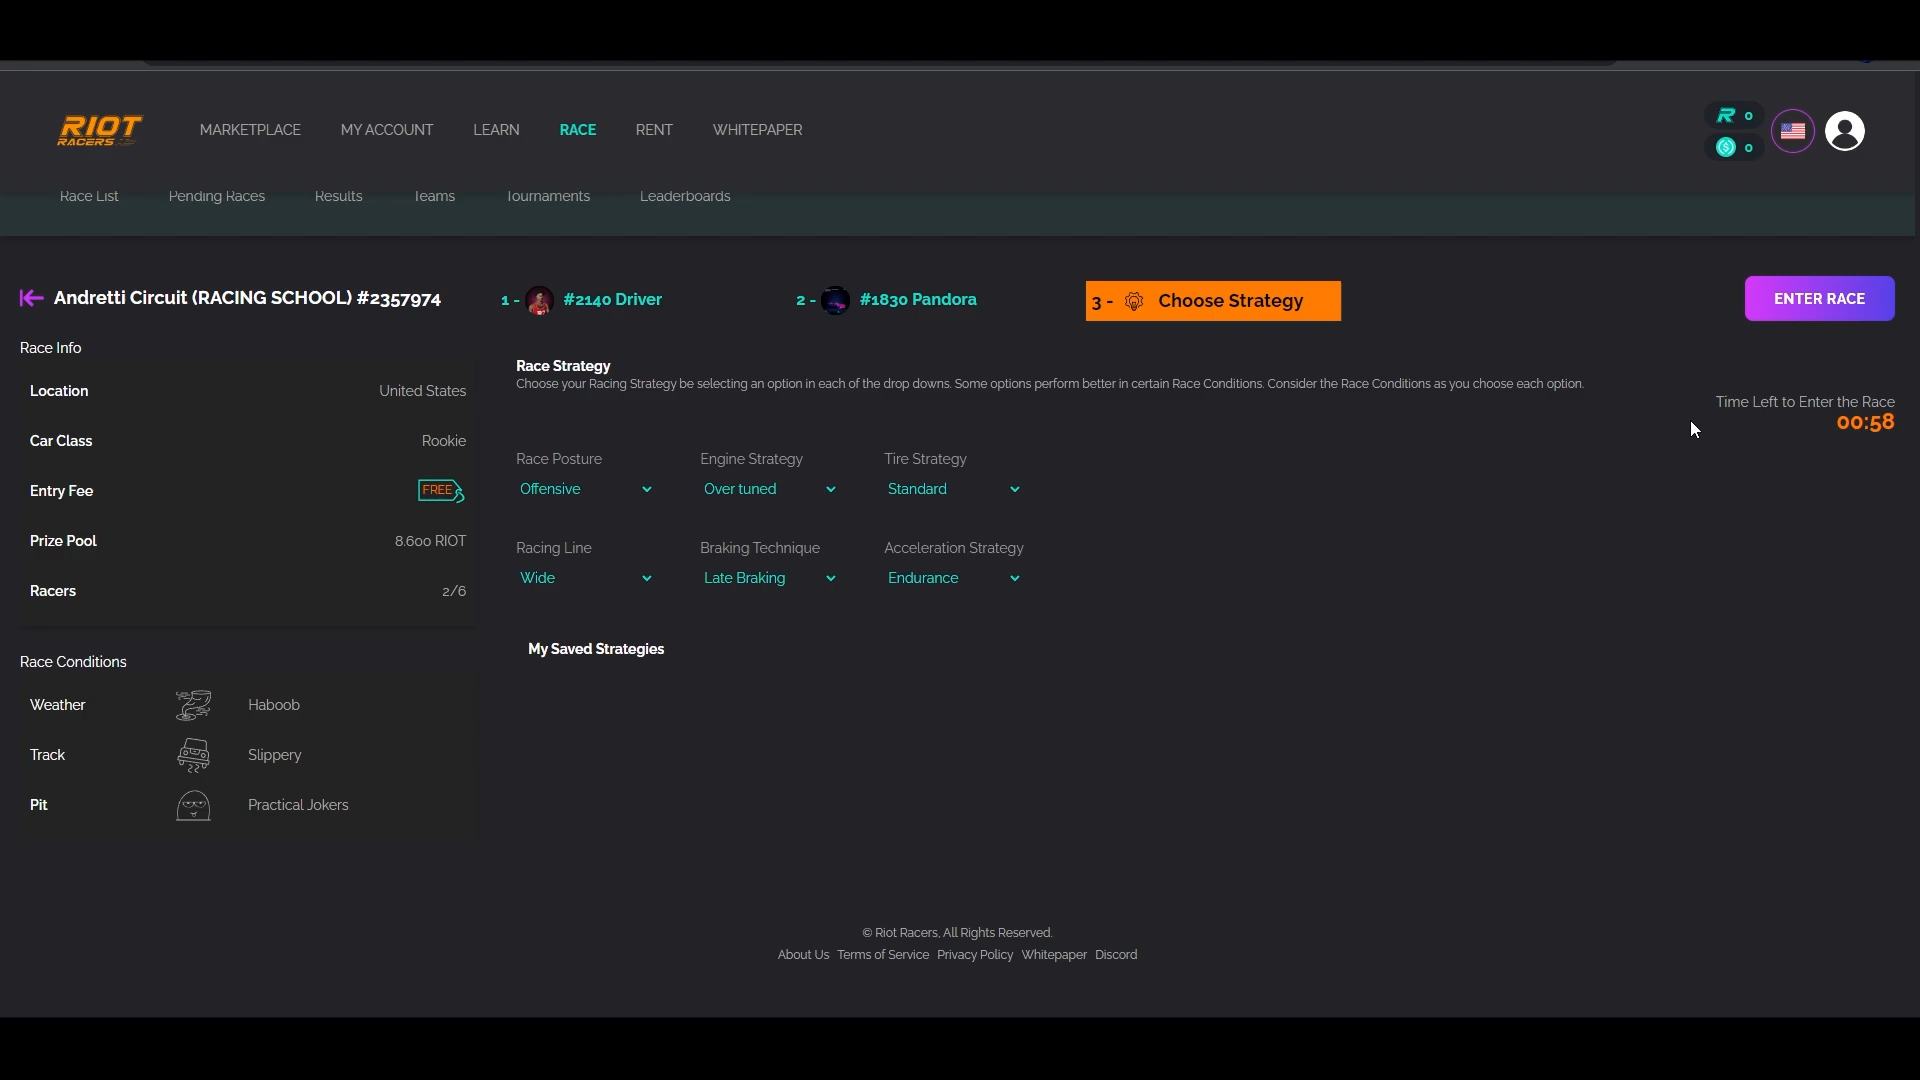 RIOT
RACERS
MARKETPLACE
MY ACCOUNT
LEARN
RACE
RENT
WHITEPAPER
0
0
Race List
Pending Races
Results
Teams
Tournaments
Leaderboards
Andretti Circuit (RACING SCHOOL) #2357974
1 - #2140 Driver
2 - #1830 Pandora
3 - Choose Strategy
ENTER RACE
Race Info
Location United States
Car Class Rookie
Entry Fee FREE
Prize Pool 8.600 RIOT
Racers 2/6
Race Strategy
Choose your Racing Strategy be selecting an option in each of the drop downs. Some options perform better in certain Race Conditions. Consider the Race Conditions as you choose each option.
Time Left to Enter the Race
00:58
Race Posture
Engine Strategy
Tire Strategy
Offensive
Over tuned
Standard
Racing Line
Braking Technique
Acceleration Strategy
Wide
Late Braking
Endurance
My Saved Strategies
Race Conditions
Weather Haboob
Track Slippery
Pit Practical Jokers
© Riot Racers, All Rights Reserved.
About Us Terms of Service Privacy Policy Whitepaper Discord